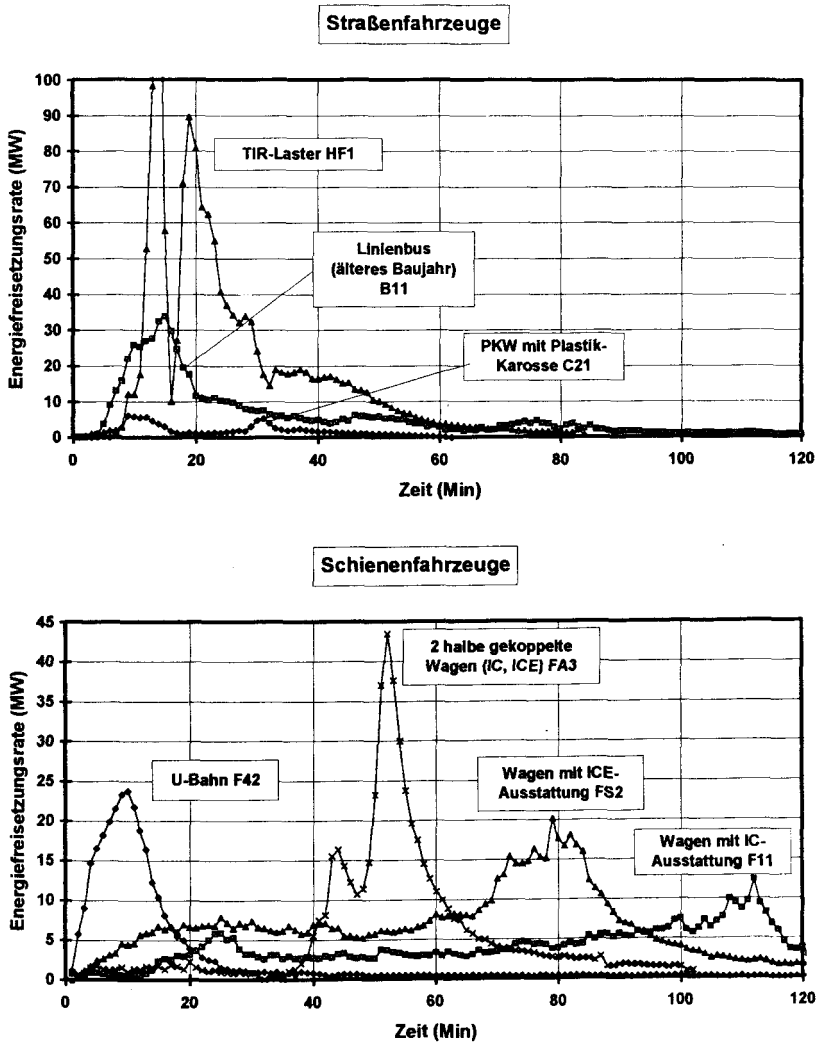 Straßenfahrzeuge
100
90
80
70
60
50
40
30
20
10
0
Energiefreisetzungsrate (MW)
TIR-Laster HF1
Linienbus
(älteres Baujahr)
B11
PKW mit Plastik-
Karosse C21
0 20 40 60 80 100 120
Zeit (Min)
Schienenfahrzeuge
45
40
35
30
25
20
15
10
5
0
Energiefreisetzungsrate (MW)
2 halbe gekoppelte
Wagen (IC, ICE) FA3
U-Bahn F42
Wagen mit ICE-
Ausstattung FS2
Wagen mit IC-
Ausstattung F11
0 20 40 60 80 100 120
Zeit (Min)